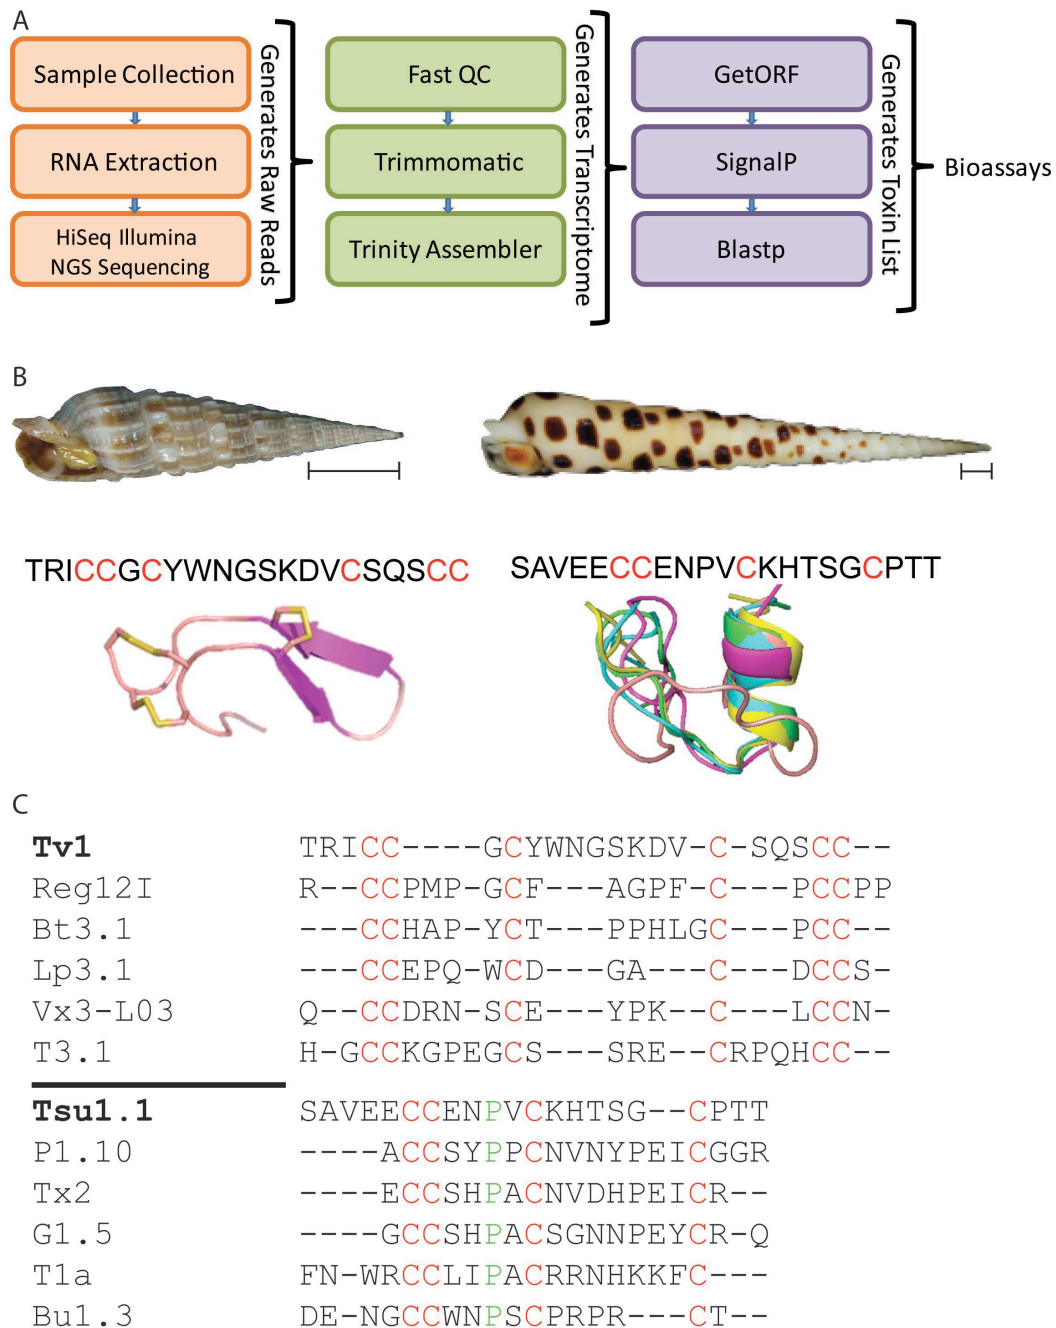 A
Sample Collection
RNA Extraction
HiSeq Illumina
NGS Sequencing
Generates Raw Reads
Fast QC
Trimmomatic
Trinity Assembler
Generates Transcriptome
GetORF
SignalP
Blastp
Generates Toxin List
Bioassays
B
TRICCGCYWNGSKDVCSQSCC
SAVEECCENPVCKHTSGCPTT
C
Tv1 TRICC----GCYWNGSKDV-C-SQSCC--
Reg12I R--CCPMP-GCF---AGPF-C---PCCPP
Bt3.1 ---CCHAP-YCT---PPHLGC---PCC--
Lp3.1 ---CCEPQ-WCD---GA---C---DCCS-
Vx3-L03 Q--CCDRN-SCE---YPK--C---LCCN-
T3.1 H-GCCKGPEGCS---SRE--CRPQHCC--
Tsu1.1 SAVEECCENPVCKHTSG--CPTT
P1.10 ----ACCSYPPCNVNYPEICGGR
Tx2 ----ECCSHPACNVDHPEICR--
G1.5 ----GCCSHPACSGNNPEYCR-Q
T1a FN-WRCCLIPACRRNHKKFC---
Bu1.3 DE-NGCCWNPSCPRPR---CT--